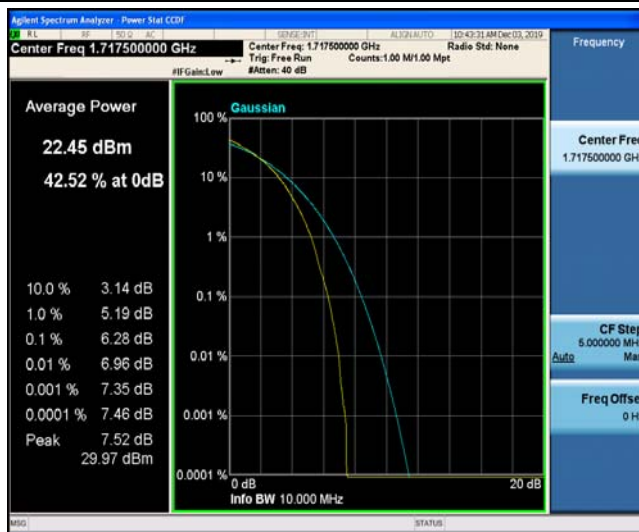 Agilent Spectrum Analyzer - Power Stat CCDF
RL RF 50 Ω AC SENSE:INT ALIGN AUTO 10:43:31 AM Dec 03, 2019
Center Freq 1.717500000 GHz
Center Freq: 1.717500000 GHz Radio Std: None
Trig: Free Run Counts:1.00 M/1.00 Mpt
#IFGain:Low #Atten: 40 dB
Frequency
Average Power
22.45 dBm
42.52 % at 0dB
10.0 % 3.14 dB
1.0 % 5.19 dB
0.1 % 6.28 dB
0.01 % 6.96 dB
0.001 % 7.35 dB
0.0001 % 7.46 dB
Peak 7.52 dB
29.97 dBm
Gaussian
100 %
10 %
1 %
0.1 %
0.01 %
0.001 %
0.0001 %
0 dB 20 dB
Info BW 10.000 MHz
Center Fre
1.717500000 GH
CF Step
5.000000 MH
Auto Ma
Freq Offse
0 H
MSG STATUS